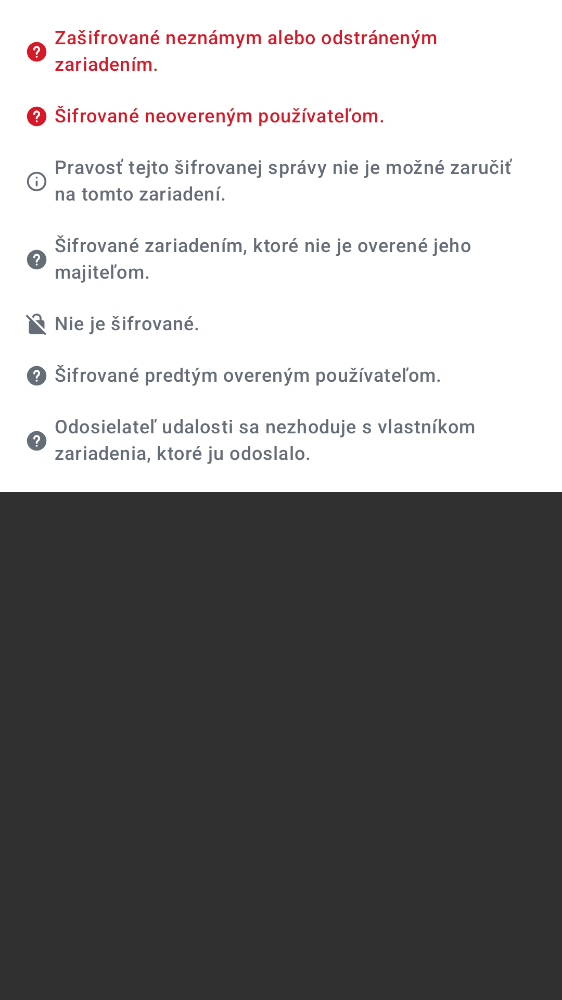 Zašifrované neznámym alebo odstráneným
zariadením.
Šifrované neovereným používateľom.
Pravosť tejto šifrovanej správy nie je možné zaručiť
na tomto zariadení.
Šifrované zariadením, ktoré nie je overené jeho
majiteľom.
Nie je šifrované.
Šifrované predtým overeným používateľom.
Odosielateľ udalosti sa nezhoduje s vlastníkom
zariadenia, ktoré ju odoslalo.